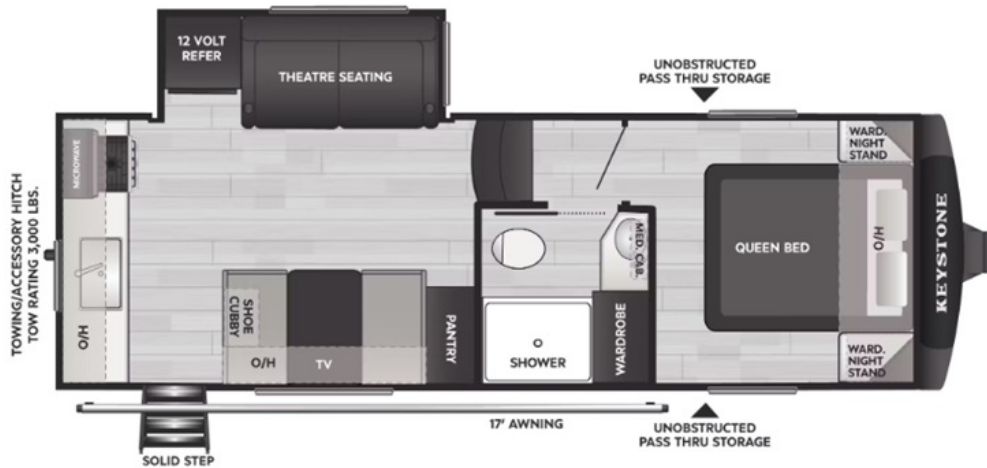 12 VOLT
REFER
THEATRE SEATING
UNOBSTRUCTED
PASS THRU STORAGE
TOWING/ACCESSORY HITCH
TOW RATING 3,000 LBS.
MICROWAVE
WARD.
NIGHT
STAND
MED. CAB.
QUEEN BED
O/H
KEYSTONE
O/H
SHOE
CUBBY
O/H
TV
PANTRY
SHOWER
WARDROBE
WARD.
NIGHT
STAND
17' AWNING
UNOBSTRUCTED
PASS THRU STORAGE
SOLID STEP